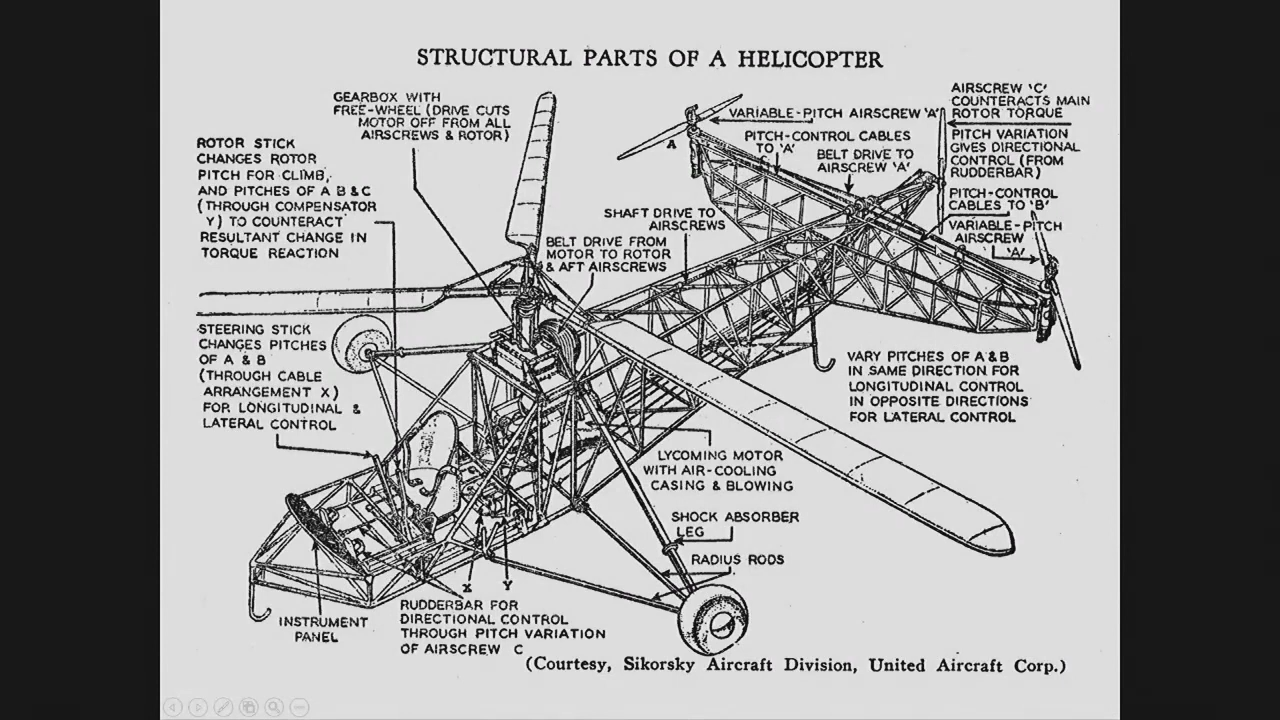 STRUCTURAL PARTS OF A HELICOPTER
GEARBOX WITH
FREE-WHEEL (DRIVE CUTS
MOTOR OFF FROM ALL
AIRSCREWS & ROTOR)
ROTOR STICK
CHANGES ROTOR
PITCH FOR CLIMB,
AND PITCHES OF A B & C
(THROUGH COMPENSATOR
Y) TO COUNTERACT
RESULTANT CHANGE IN
TORQUE REACTION
STEERING STICK
CHANGES PITCHES
OF A & B
(THROUGH CABLE
ARRANGEMENT X)
FOR LONGITUDINAL &
LATERAL CONTROL
BELT DRIVE FROM
MOTOR TO ROTOR
& AFT AIRSCREWS
SHAFT DRIVE TO
AIRSCREWS
A
VARIABLE-PITCH AIRSCREW 'A'
PITCH-CONTROL CABLES
TO 'A'
BELT DRIVE TO
AIRSCREW 'A'
AIRSCREW 'C'
COUNTERACTS MAIN
ROTOR TORQUE
PITCH VARIATION
GIVES DIRECTIONAL
CONTROL (FROM
RUDDERBAR)
PITCH-CONTROL
CABLES TO 'B'
VARIABLE-PITCH
AIRSCREW
'A'
VARY PITCHES OF A & B
IN SAME DIRECTION FOR
LONGITUDINAL CONTROL
IN OPPOSITE DIRECTIONS
FOR LATERAL CONTROL
LYCOMING MOTOR
WITH AIR-COOLING
CASING & BLOWING
SHOCK ABSORBER
LEG
RADIUS RODS
X
Y
INSTRUMENT
PANEL
RUDDERBAR FOR
DIRECTIONAL CONTROL
THROUGH PITCH VARIATION
OF AIRSCREW C
(Courtesy, Sikorsky Aircraft Division, United Aircraft Corp.)